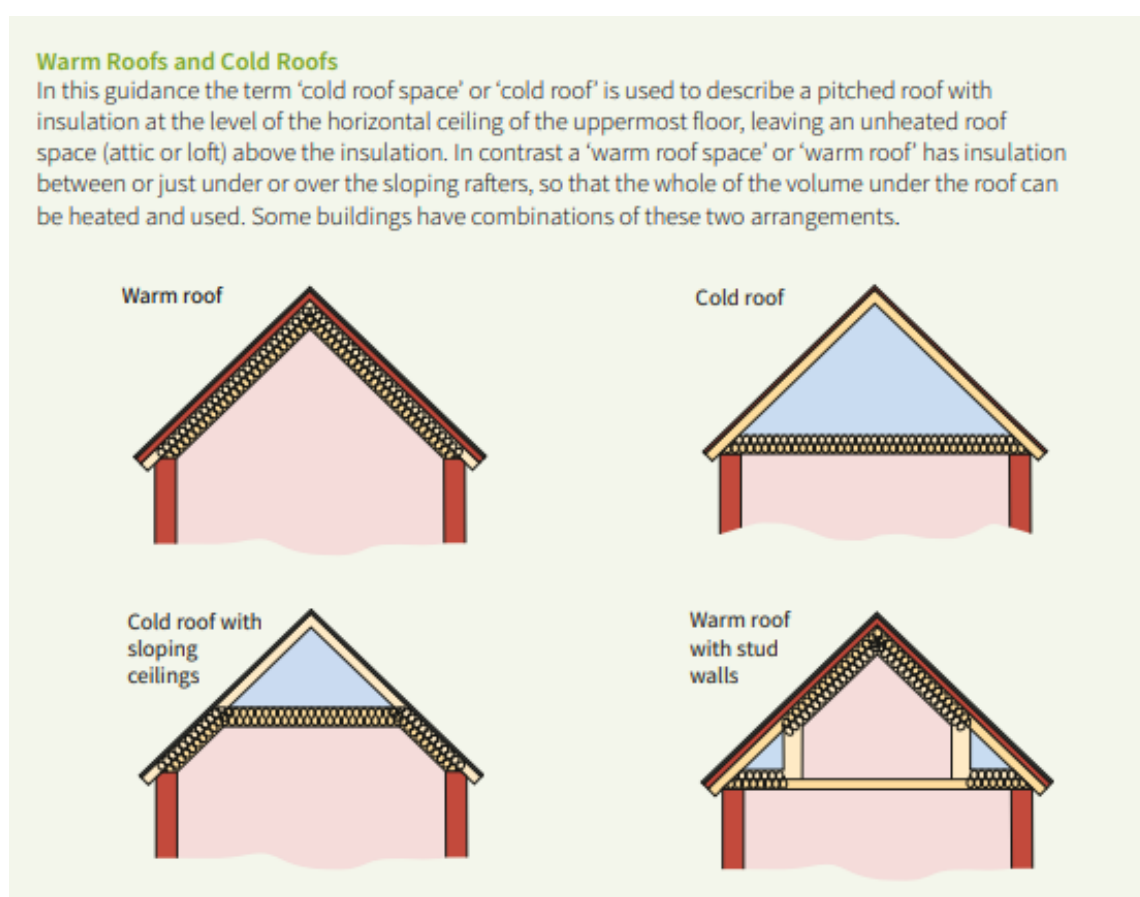 Warm Roofs and Cold Roofs
In this guidance the term ‘cold roof space’ or ‘cold roof’ is used to describe a pitched roof with
insulation at the level of the horizontal ceiling of the uppermost floor, leaving an unheated roof
space (attic or loft) above the insulation. In contrast a ‘warm roof space’ or ‘warm roof’ has insulation
between or just under or over the sloping rafters, so that the whole of the volume under the roof can
be heated and used. Some buildings have combinations of these two arrangements.
Warm roof
Cold roof
Cold roof with
sloping
ceilings
Warm roof
with stud
walls